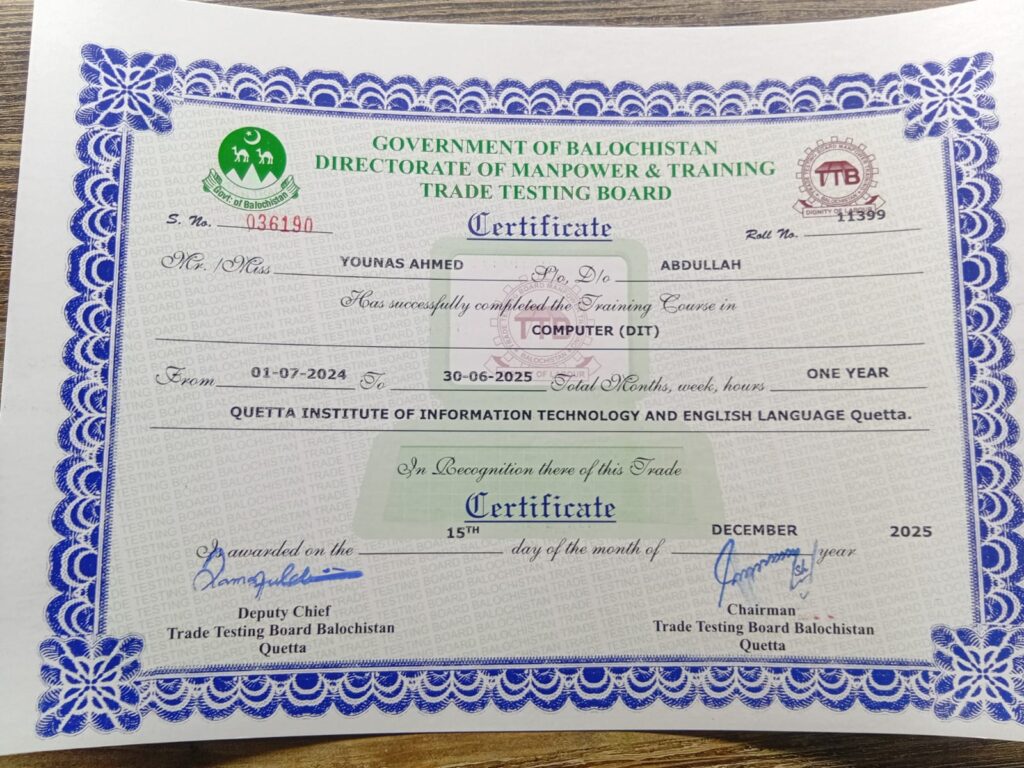 GOVERNMENT OF BALOCHISTAN
DIRECTORATE OF MANPOWER & TRAINING
TRADE TESTING BOARD
Govt: of Balochistan
TTB
S. No. 036190
Certificate
Roll No. 11399
Mr. /Miss YOUNAS AHMED S/o, D/o ABDULLAH
Has successfully completed the Training Course in
COMPUTER (DIT)
From 01-07-2024 To 30-06-2025 Total Months, week, hours ONE YEAR
QUETTA INSTITUTE OF INFORMATION TECHNOLOGY AND ENGLISH LANGUAGE Quetta.
In Recognition there of this Trade
Certificate
Is awarded on the 15TH day of the month of DECEMBER year 2025
Deputy Chief
Trade Testing Board Balochistan
Quetta
Chairman
Trade Testing Board Balochistan
Quetta